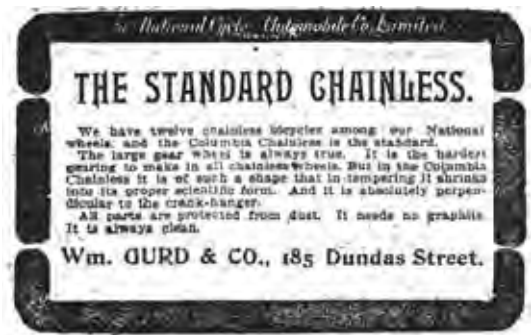 National Cycle & Automobile Co. Limited.
THE STANDARD CHAINLESS.
We have twelve chainless bicycles among our National
wheels, and the Columbia Chainless is the standard.
The large gear wheel is always true. It is the hardest
gearing to make in all chainless wheels. But in the Columbia
Chainless it is of such a shape that in tempering it shrinks
into its proper scientific form. And it is absolutely perpen-
dicular to the crank-hanger.
All parts are protected from dust. It needs no graphite.
It is always clean.
Wm. GURD & CO., 185 Dundas Street.